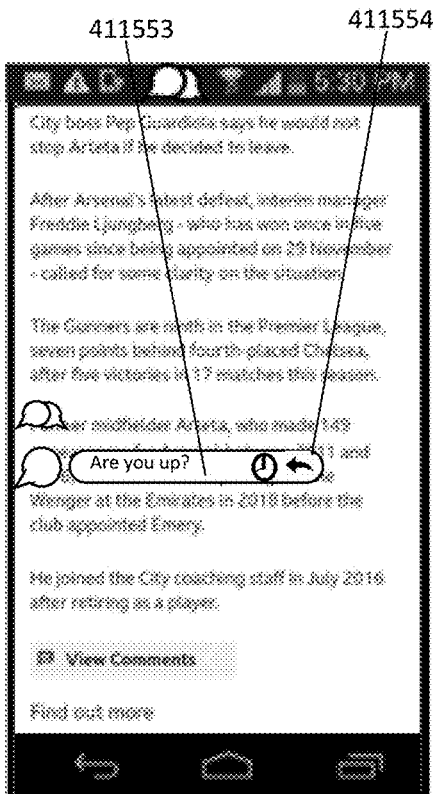 411553
411554
6:30 PM
City boss Pep Guardiola says he would not
stop Arteta if he decided to leave.
After Arsenal's latest defeat, interim manager
Freddie Ljungberg - who has won once in five
games since being appointed on 29 November
- called for some clarity on the situation.
The Gunners are ninth in the Premier League,
seven points behind fourth-placed Chelsea,
after five victories in 17 matches this season.
er midfielder Arteta, who made 149
11 and
Are you up?
Wenger at the Emirates in 2018 before the
club appointed Emery.
He joined the City coaching staff in July 2016
after retiring as a player.
View Comments
Find out more